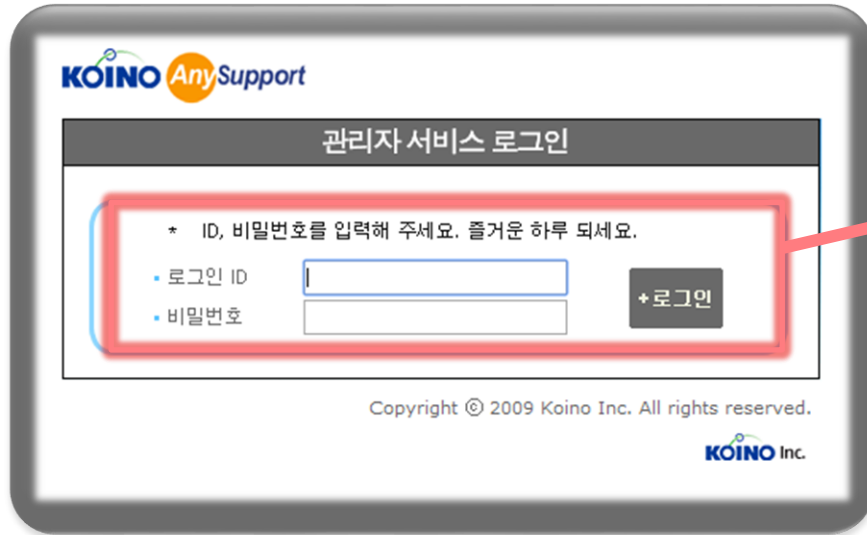 KOINO AnySupport
관리자 서비스 로그인
* ID, 비밀번호를 입력해 주세요. 즐거운 하루 되세요.
로그인 ID
+로그인
비밀번호
Copyright ⓒ 2009 Koino Inc. All rights reserved.
KOINO Inc.